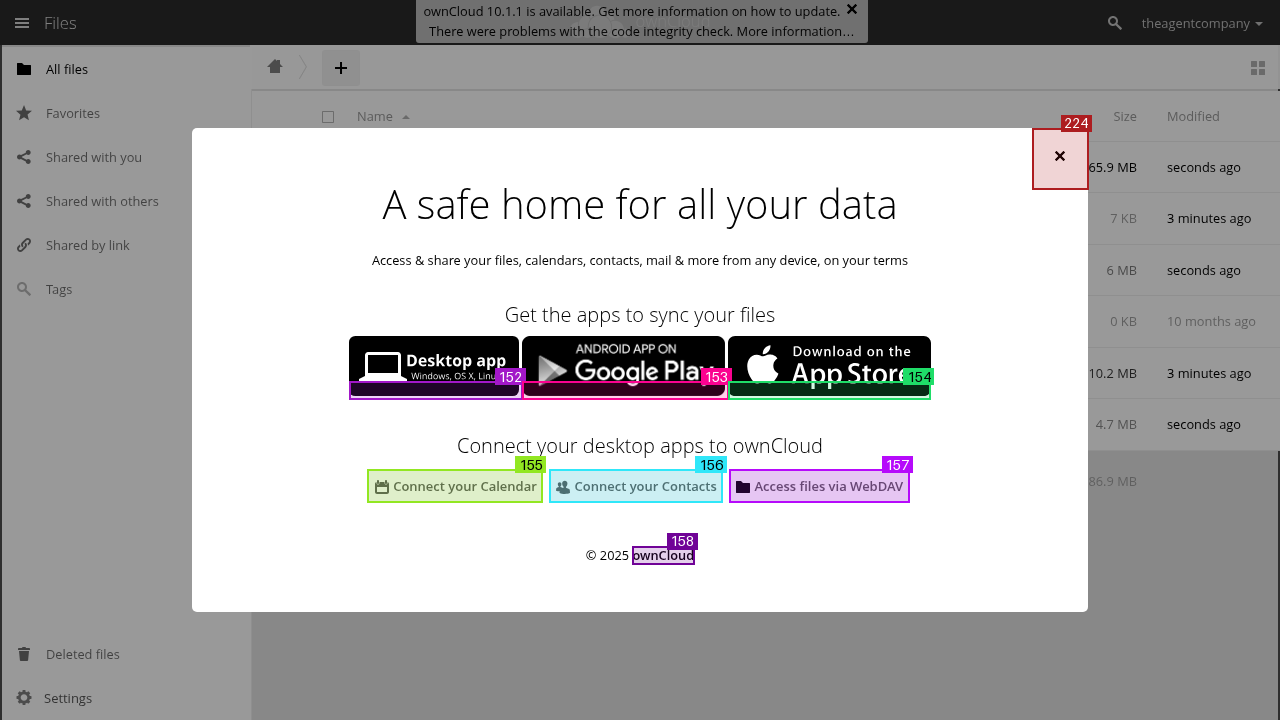 Files
ownCloud 10.1.1 is available. Get more information on how to update.
There were problems with the code integrity check. More information…
theagentcompany
All files
Favorites
Shared with you
Shared with others
Shared by link
Tags
Deleted files
Settings
Name
Size
Modified
65.9 MB
seconds ago
7 KB
3 minutes ago
6 MB
seconds ago
0 KB
10 months ago
10.2 MB
3 minutes ago
4.7 MB
seconds ago
86.9 MB
224
A safe home for all your data
Access & share your files, calendars, contacts, mail & more from any device, on your terms
Get the apps to sync your files
Desktop app
Windows, OS X,
152
ANDROID APP ON
Google Play
153
Download on the
App Store
154
Connect your desktop apps to ownCloud
155
Connect your Calendar
156
Connect your Contacts
157
Access files via WebDAV
158
© 2025 ownCloud